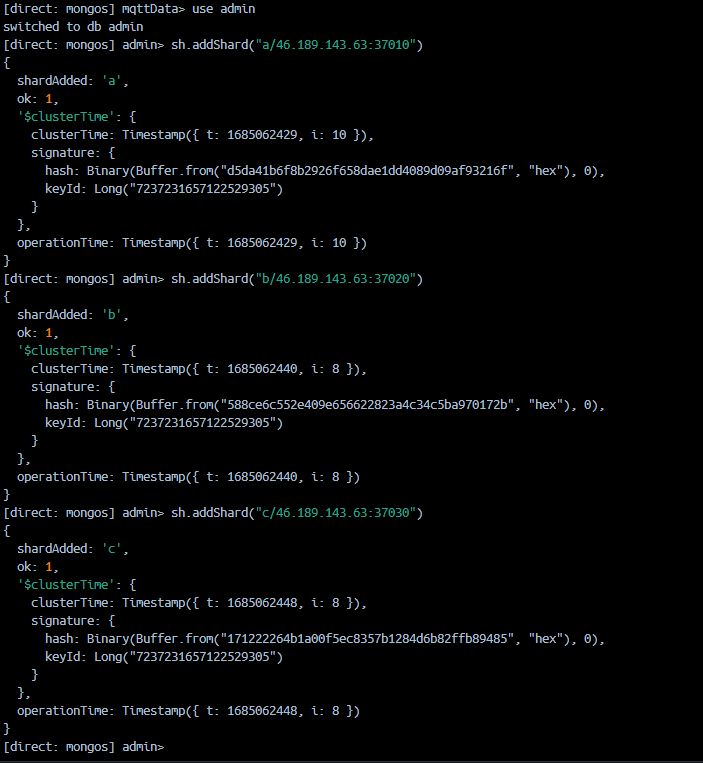 [direct: mongos] mqttData> use admin
switched to db admin
[direct: mongos] admin> sh.addShard("a/46.189.143.63:37010")
{
  shardAdded: 'a',
  ok: 1,
  '$clusterTime': {
    clusterTime: Timestamp({ t: 1685062429, i: 10 }),
    signature: {
      hash: Binary(Buffer.from("d5da41b6f8b2926f658dae1dd4089d09af93216f", "hex"), 0),
      keyId: Long("7237231657122529305")
    }
  },
  operationTime: Timestamp({ t: 1685062429, i: 10 })
}
[direct: mongos] admin> sh.addShard("b/46.189.143.63:37020")
{
  shardAdded: 'b',
  ok: 1,
  '$clusterTime': {
    clusterTime: Timestamp({ t: 1685062440, i: 8 }),
    signature: {
      hash: Binary(Buffer.from("588ce6c552e409e656622823a4c34c5ba970172b", "hex"), 0),
      keyId: Long("7237231657122529305")
    }
  },
  operationTime: Timestamp({ t: 1685062440, i: 8 })
}
[direct: mongos] admin> sh.addShard("c/46.189.143.63:37030")
{
  shardAdded: 'c',
  ok: 1,
  '$clusterTime': {
    clusterTime: Timestamp({ t: 1685062448, i: 8 }),
    signature: {
      hash: Binary(Buffer.from("171222264b1a00f5ec8357b1284d6b82ffb89485", "hex"), 0),
      keyId: Long("7237231657122529305")
    }
  },
  operationTime: Timestamp({ t: 1685062448, i: 8 })
}
[direct: mongos] admin>